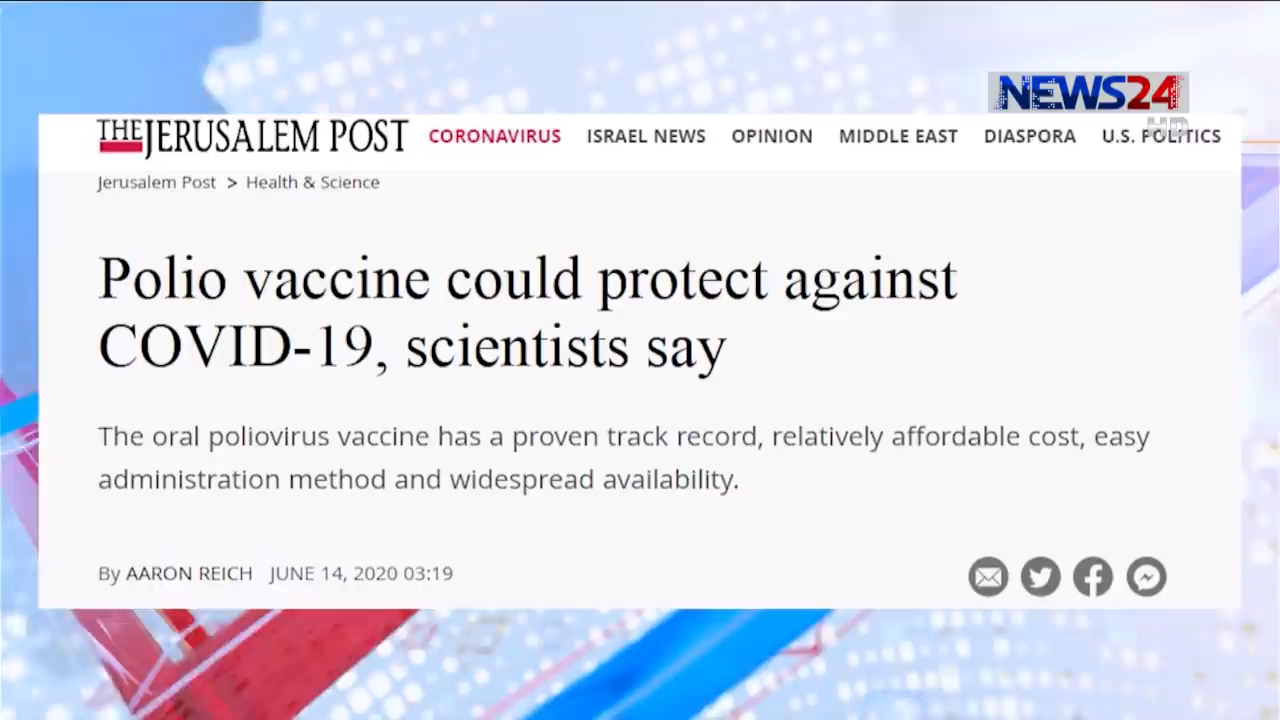 NEWS24
HD
THE JERUSALEM POST CORONAVIRUS ISRAEL NEWS OPINION MIDDLE EAST DIASPORA U.S. POLITICS
Jerusalem Post > Health & Science
Polio vaccine could protect against
COVID-19, scientists say
The oral poliovirus vaccine has a proven track record, relatively affordable cost, easy
administration method and widespread availability.
By AARON REICH JUNE 14, 2020 03:19